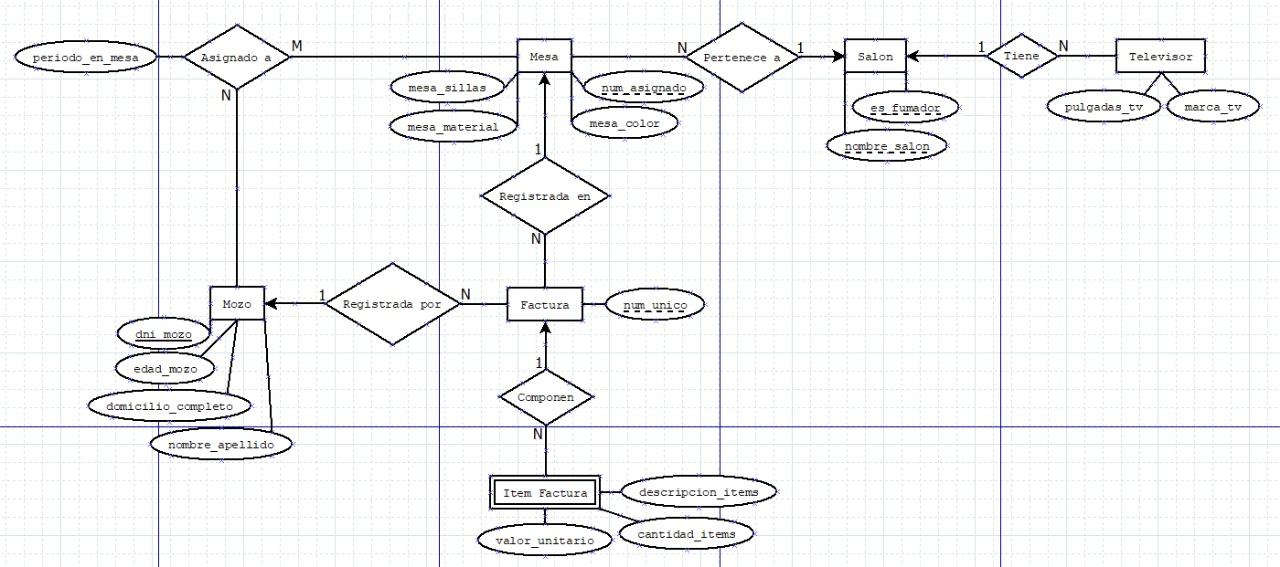 periodo_en_mesa
Asignado a
M
Mesa
N
Pertenece a
1
Salon
1
Tiene
N
Televisor
mesa_sillas
num_asignado
N
mesa_material
mesa_color
es_fumador
pulgadas_tv
marca_tv
nombre_salon
1
Registrada en
N
Mozo
1
Registrada por
N
Factura
num_unico
dni_mozo
edad_mozo
1
domicilio_completo
Componen
nombre_apellido
N
Item Factura
descripcion_items
valor_unitario
cantidad_items